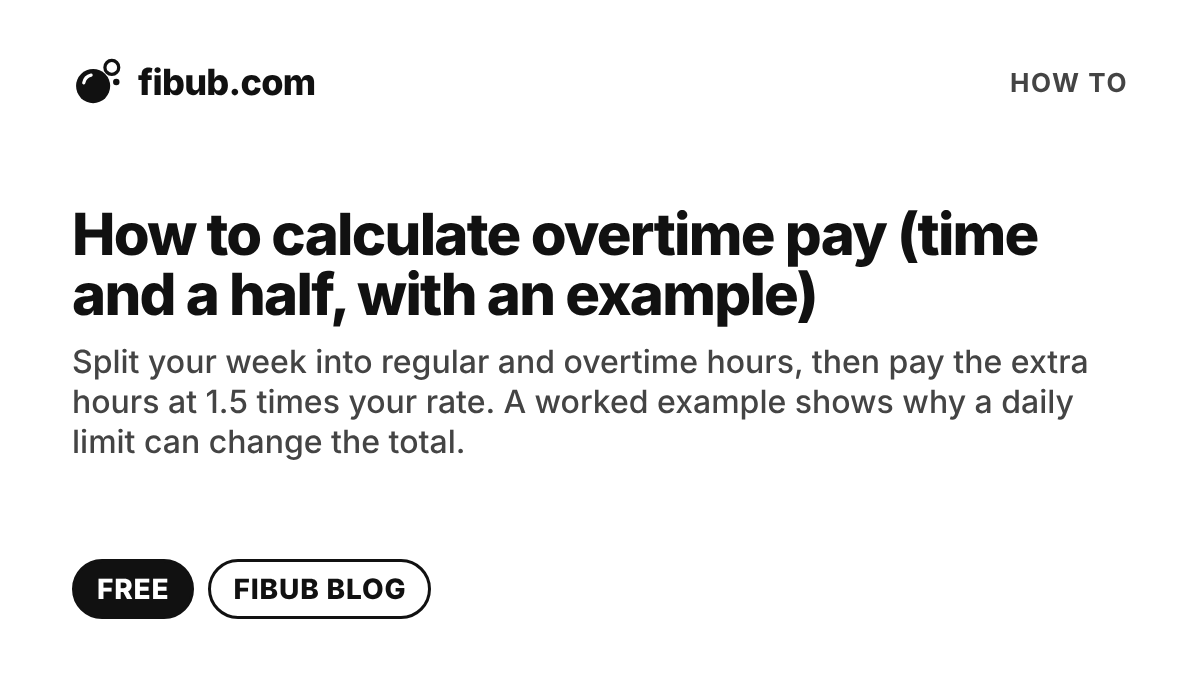 fibub.com
HOW TO
How to calculate overtime pay (time
and a half, with an example)
Split your week into regular and overtime hours, then pay the extra
hours at 1.5 times your rate. A worked example shows why a daily
limit can change the total.
FREE
FIBUB BLOG